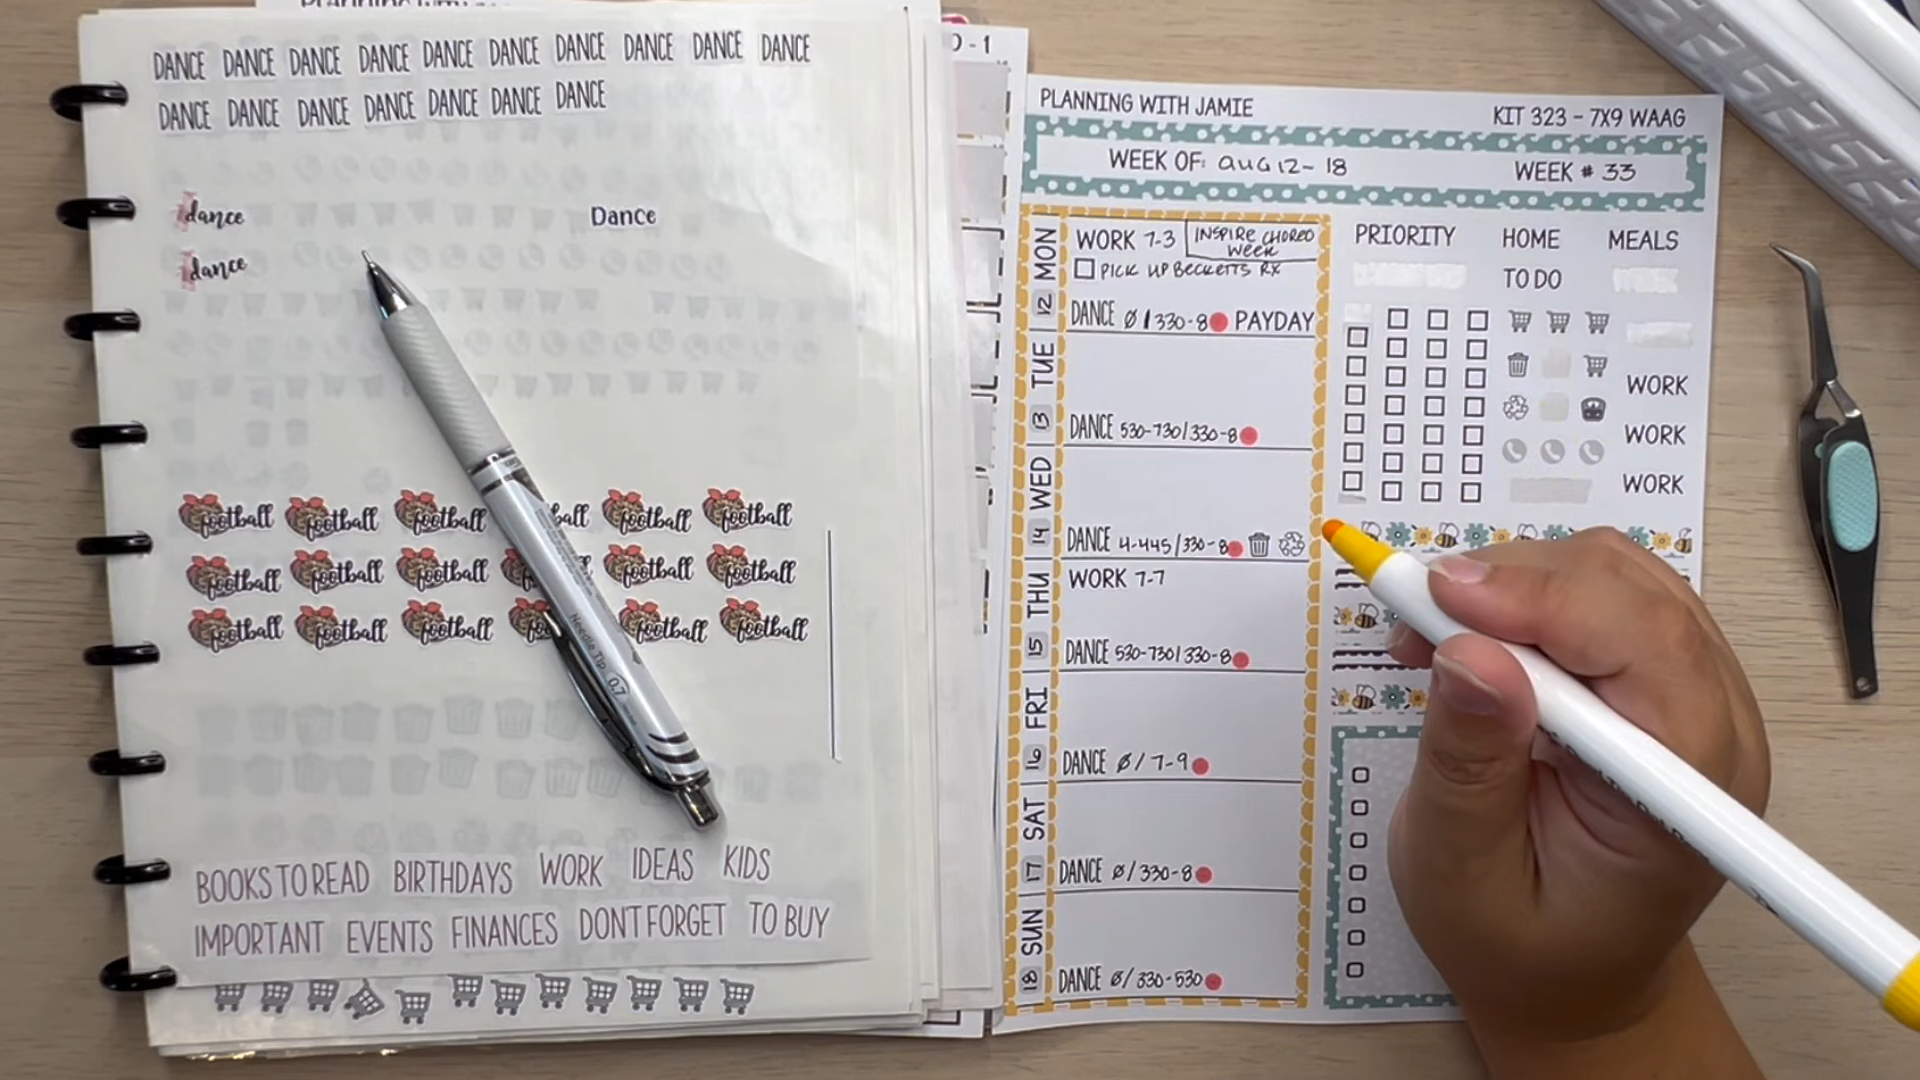 DANCE DANCE DANCE DANCE DANCE DANCE DANCE DANCE DANCE DANCE
DANCE DANCE DANCE DANCE DANCE DANCE DANCE
dance
Dance
dance
football football football football football
football football football football football
football football football football football
Needle Tip 0.7
BOOKS TO READ BIRTHDAYS WORK IDEAS KIDS
IMPORTANT EVENTS FINANCES DONT FORGET TO BUY
PLANNING WITH JAMIE
KIT 323 - 7X9 WAAG
WEEK OF: AUG 12-18
WEEK # 33
MON 12
WORK 7-3
INSPIRE CHOREO
WEEK
PICK UP BECKETTS RX
DANCE Ø/330-8 PAYDAY
TUE 13
DANCE 530-730/330-8
WED 14
DANCE 4-445/330-8
THU 15
WORK 7-7
DANCE 530-730/330-8
FRI 16
DANCE Ø/7-9
SAT 17
DANCE Ø/330-8
SUN 18
DANCE Ø/330-530
PRIORITY
HOME
MEALS
TO DO
WORK
WORK
WORK